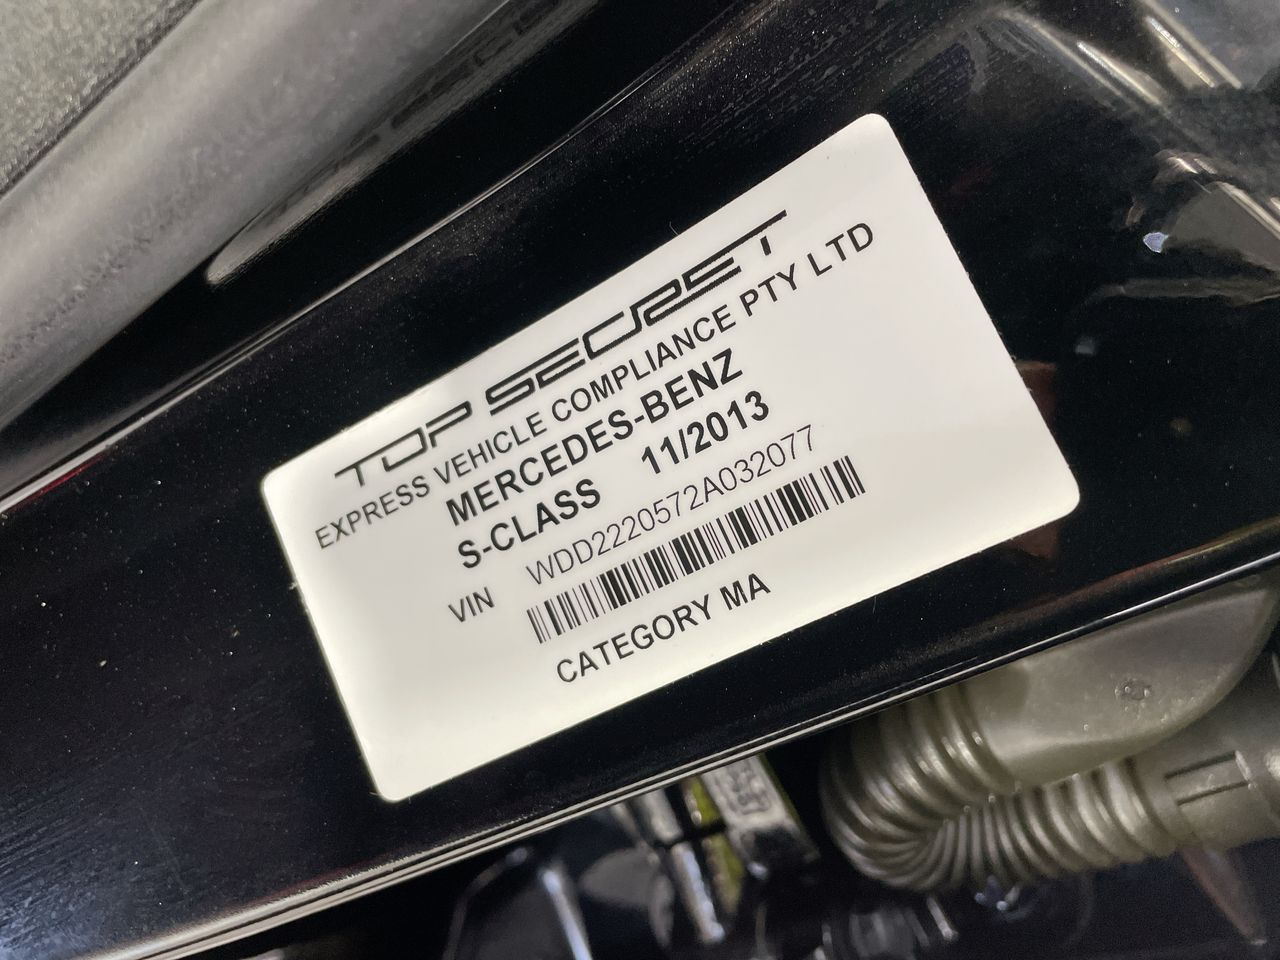 TOP SECRET
EXPRESS VEHICLE COMPLIANCE PTY LTD
MERCEDES-BENZ
S-CLASS 11/2013
VIN WDD2220572A032077
CATEGORY MA